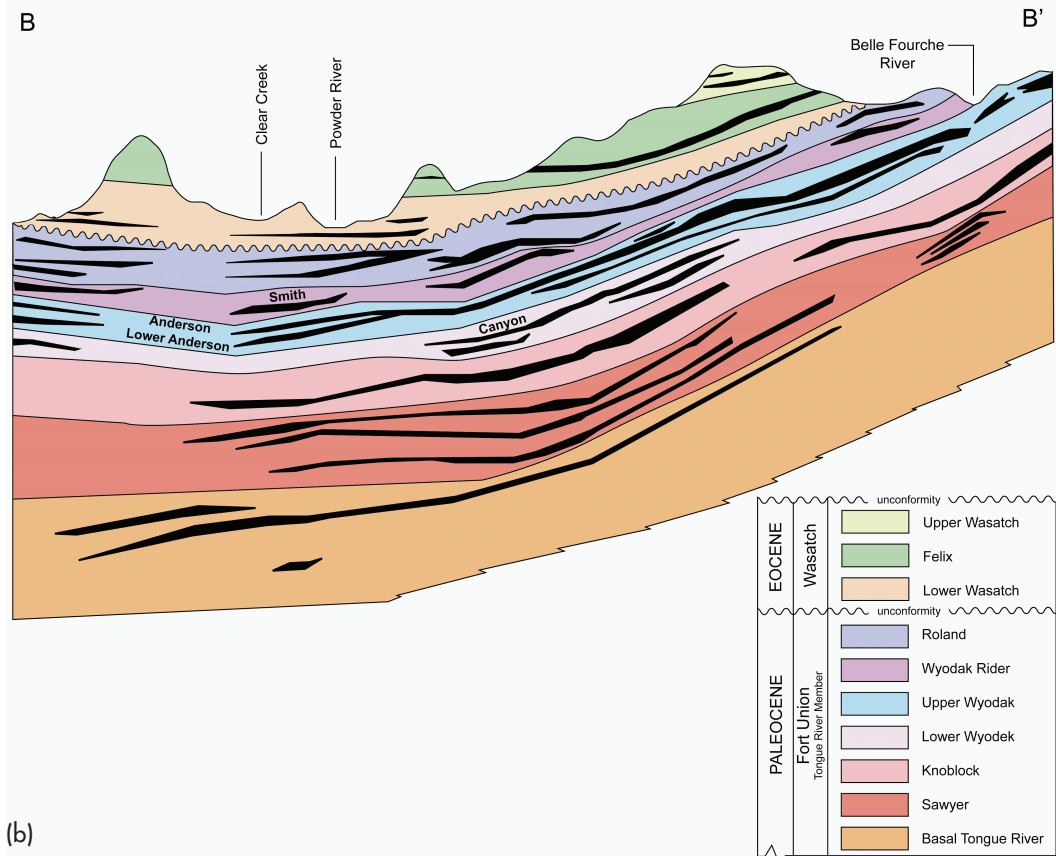 B
B'
Belle Fourche
River
Clear Creek
Powder River
Smith
Anderson
Lower Anderson
Canyon
unconformity
EOCENE
Wasatch
Upper Wasatch
Felix
Lower Wasatch
unconformity
PALEOCENE
Fort Union
Tongue River Member
Roland
Wyodak Rider
Upper Wyodak
Lower Wyodek
Knoblock
Sawyer
Basal Tongue River
(b)